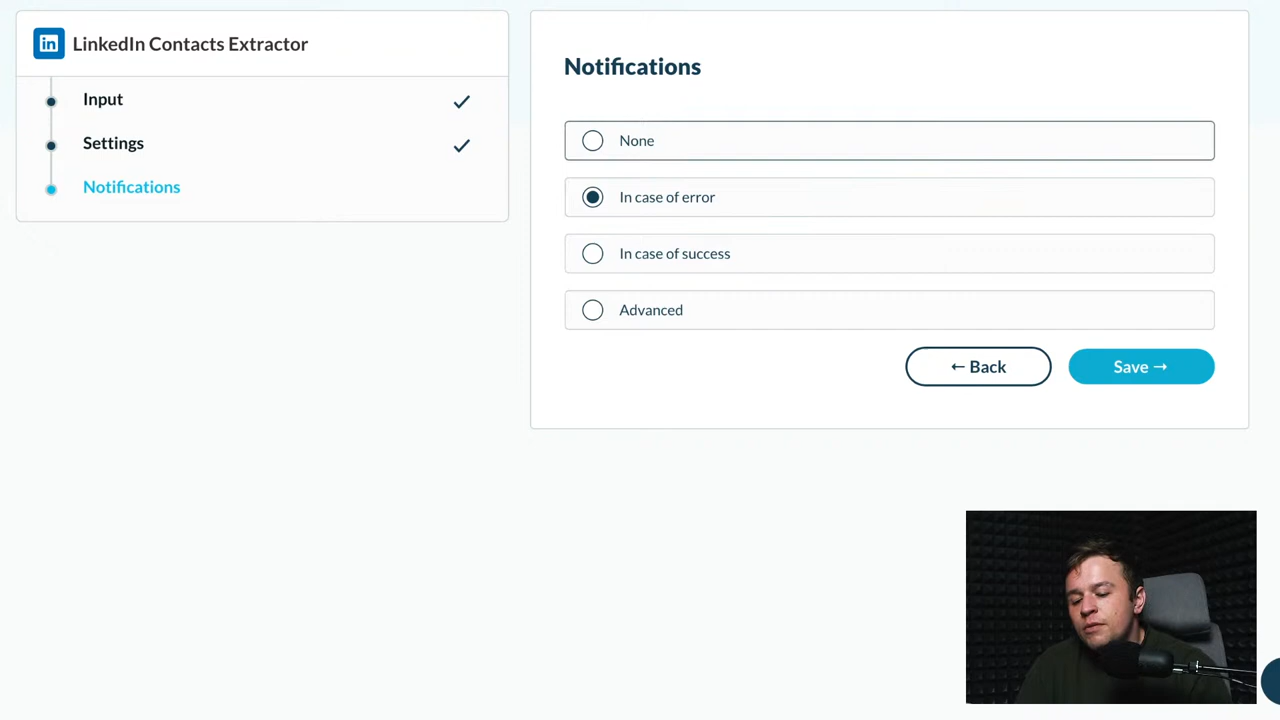 in LinkedIn Contacts Extractor
Input
Settings
Notifications
Notifications
None
In case of error
In case of success
Advanced
← Back
Save →